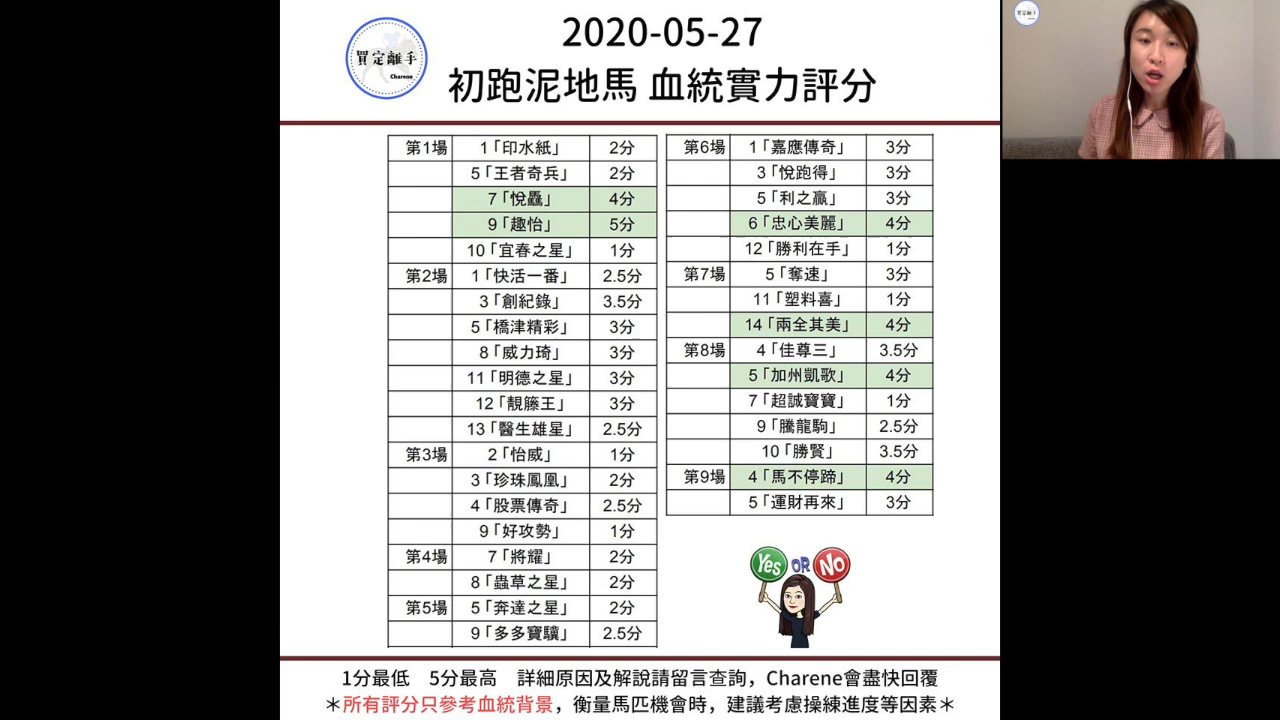 2020-05-27
買定離手
Charene
初跑泥地馬 血統實力評分
買定離手
第1場 1「印水紙」 2分
5「王者奇兵」 2分
7「悅驫」 4分
9「趣怡」 5分
10「宜春之星」 1分
第2場 1「快活一番」 2.5分
3「創紀錄」 3.5分
5「橋津精彩」 3分
8「威力琦」 3分
11「明德之星」 3分
12「靚籐王」 3分
13「醫生雄星」 2.5分
第3場 2「怡威」 1分
3「珍珠鳳凰」 2分
4「股票傳奇」 2.5分
9「好攻勢」 1分
第4場 7「將耀」 2分
8「蟲草之星」 2分
第5場 5「奔達之星」 2分
9「多多寶驥」 2.5分
第6場 1「嘉應傳奇」 3分
3「悅跑得」 3分
5「利之贏」 3分
6「忠心美麗」 4分
12「勝利在手」 1分
第7場 5「奪速」 3分
11「塑料喜」 1分
14「兩全其美」 4分
第8場 4「佳尊三」 3.5分
5「加州凱歌」 4分
7「超誠寶寶」 1分
9「騰龍駒」 2.5分
10「勝賢」 3.5分
第9場 4「馬不停蹄」 4分
5「運財再來」 3分
Yes OR No
1分最低 5分最高 詳細原因及解說請留言查詢，Charene會盡快回覆
＊所有評分只參考血統背景，衡量馬匹機會時，建議考慮操練進度等因素＊